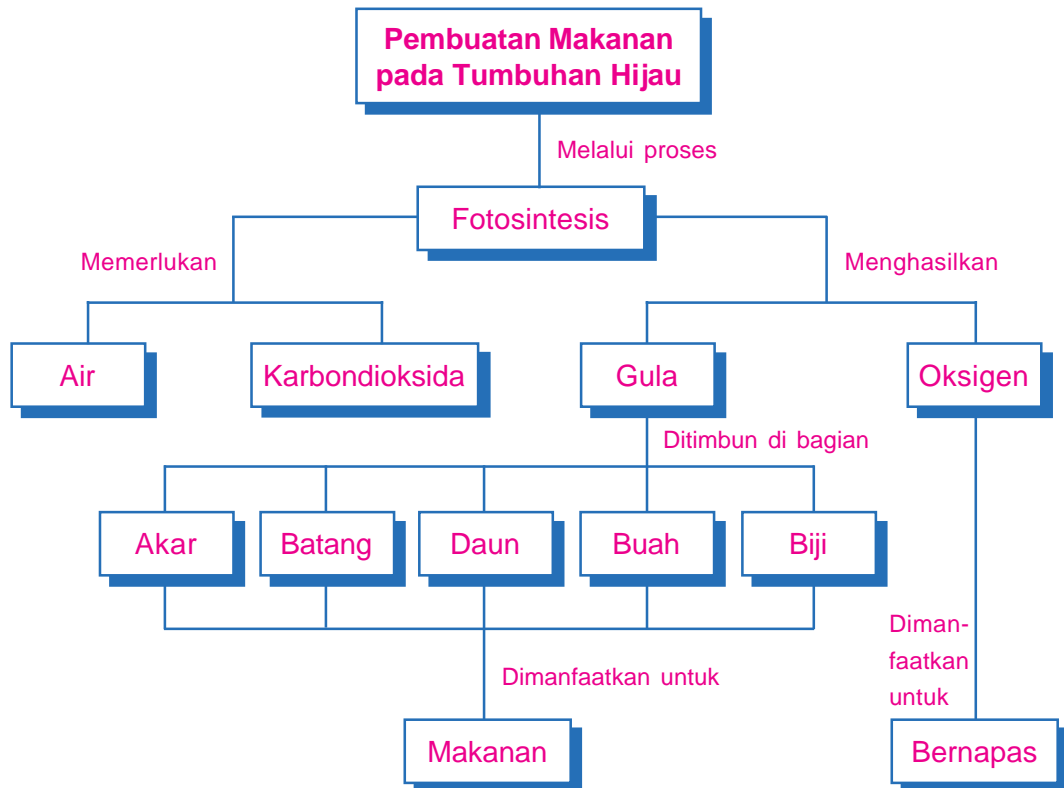 Pembuatan Makanan
pada Tumbuhan Hijau
Melalui proses
Fotosintesis
Memerlukan
Menghasilkan
Air
Karbondioksida
Gula
Oksigen
Ditimbun di bagian
Akar
Batang
Daun
Buah
Biji
Dimanfaatkan untuk
Diman-
faatkan
untuk
Makanan
Bernapas